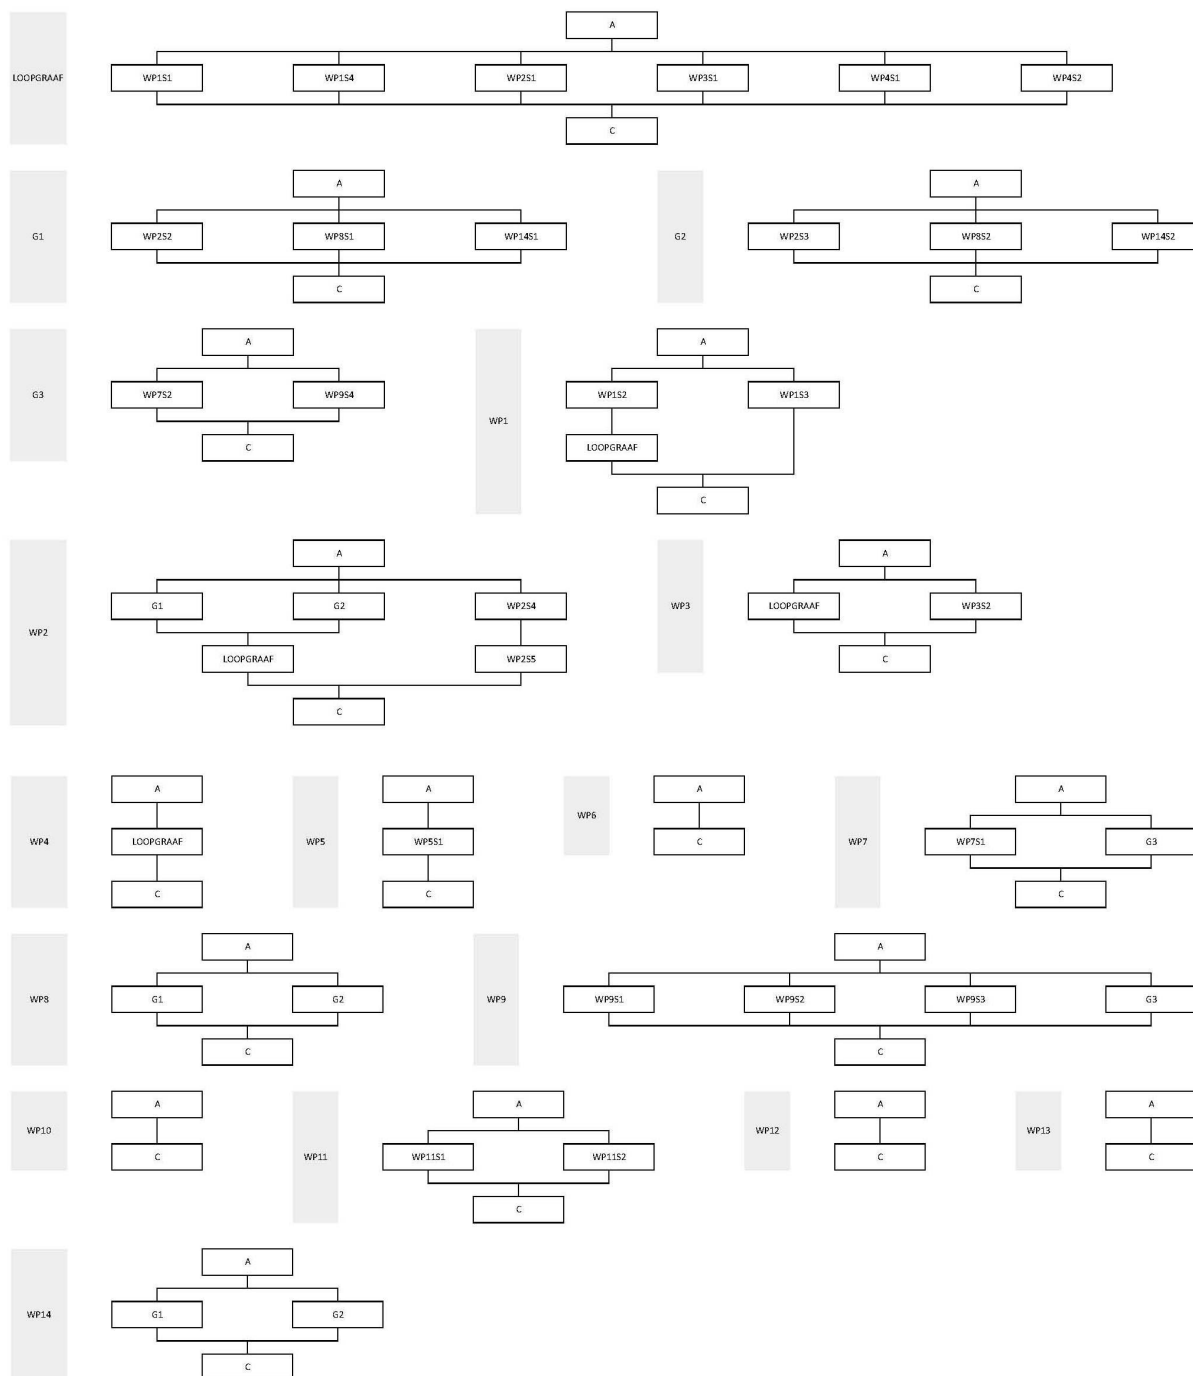 A
LOOPGRAAF
WP1S1 WP1S4 WP2S1 WP3S1 WP4S1 WP4S2
C
A A
G1 WP2S2 WP8S1 WP14S1 G2 WP2S3 WP8S2 WP14S2
C C
A A
G3 WP7S2 WP9S4 WP1 WP1S2 WP1S3
C LOOPGRAAF
C
A A
G1 G2 WP2S4 WP3 LOOPGRAAF WP3S2
WP2 LOOPGRAAF WP2S5 C
C
A A A A
WP4 LOOPGRAAF WP5 WP5S1 WP6 C WP7 WP7S1 G3
C C C
A A
WP8 G1 G2 WP9 WP9S1 WP9S2 WP9S3 G3
C C
A A A A
WP10 WP11 WP12 WP13
C WP11S1 WP11S2 C C
C
A
WP14 G1 G2
C